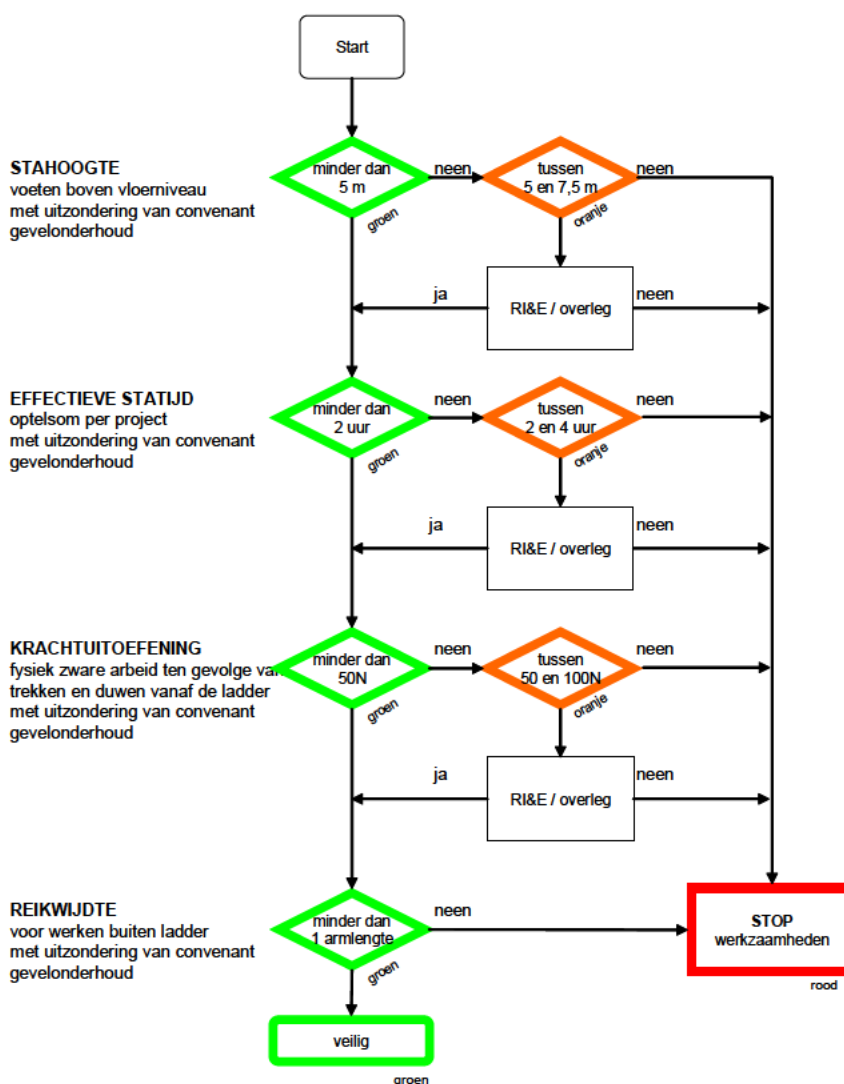 Start
STAHOOGTE
voeten boven vloerniveau
met uitzondering van convenant
gevelonderhoud
minder dan
5 m
neen
groen
tussen
5 en 7,5 m
neen
oranje
ja
RI&E / overleg
neen
EFFECTIEVE STATIJD
optelsom per project
met uitzondering van convenant
gevelonderhoud
minder dan
2 uur
neen
groen
tussen
2 en 4 uur
neen
oranje
ja
RI&E / overleg
neen
KRACHTUITOEFENING
fysiek zware arbeid ten gevolge van
trekken en duwen vanaf de ladder
met uitzondering van convenant
gevelonderhoud
minder dan
50N
neen
groen
tussen
50 en 100N
neen
oranje
ja
RI&E / overleg
neen
REIKWIJDTE
voor werken buiten ladder
met uitzondering van convenant
gevelonderhoud
minder dan
1 armlengte
neen
groen
STOP
werkzaamheden
rood
veilig
groen